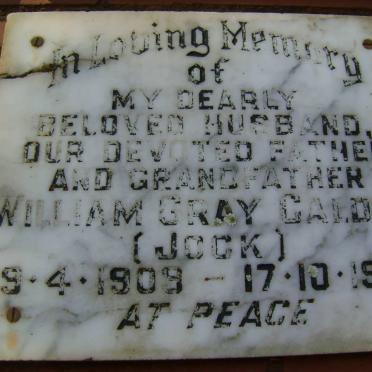 In Loving Memory
of
MY DEARLY
BELOVED HUSBAND,
OUR DEVOTED FATHE
AND GRANDFATHER
WILLIAM GRAY CALD
(JOCK)
9·4·1909 – 17·10·19
AT PEACE